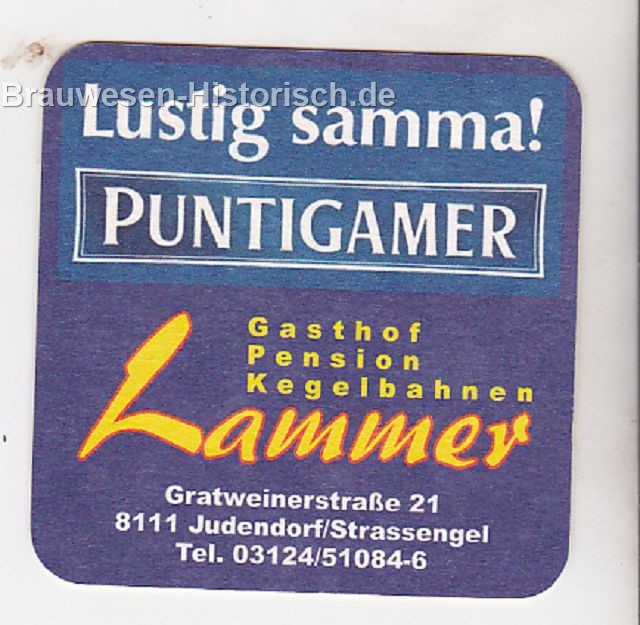 Brauwesen-Historisch.de
Lustig samma!
PUNTIGAMER
Gasthof
Pension
Kegelbahnen
Lammer
Gratweinerstraße 21
8111 Judendorf/Strassengel
Tel. 03124/51084-6